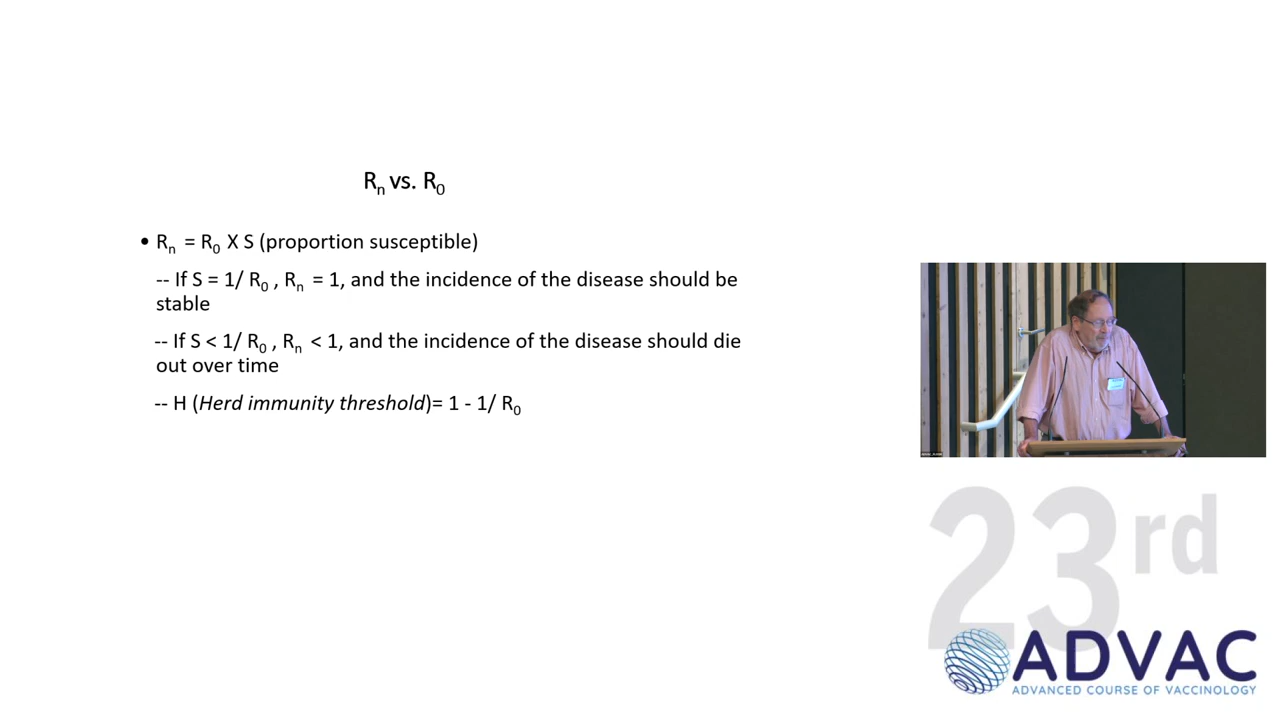 Rn vs. R0
• Rn = R0 X S (proportion susceptible)
-- If S = 1/ R0 , Rn = 1, and the incidence of the disease should be
stable
-- If S < 1/ R0 , Rn < 1, and the incidence of the disease should die
out over time
-- H (Herd immunity threshold)= 1 - 1/ R0
23rd
ADVAC
ADVANCED COURSE OF VACCINOLOGY